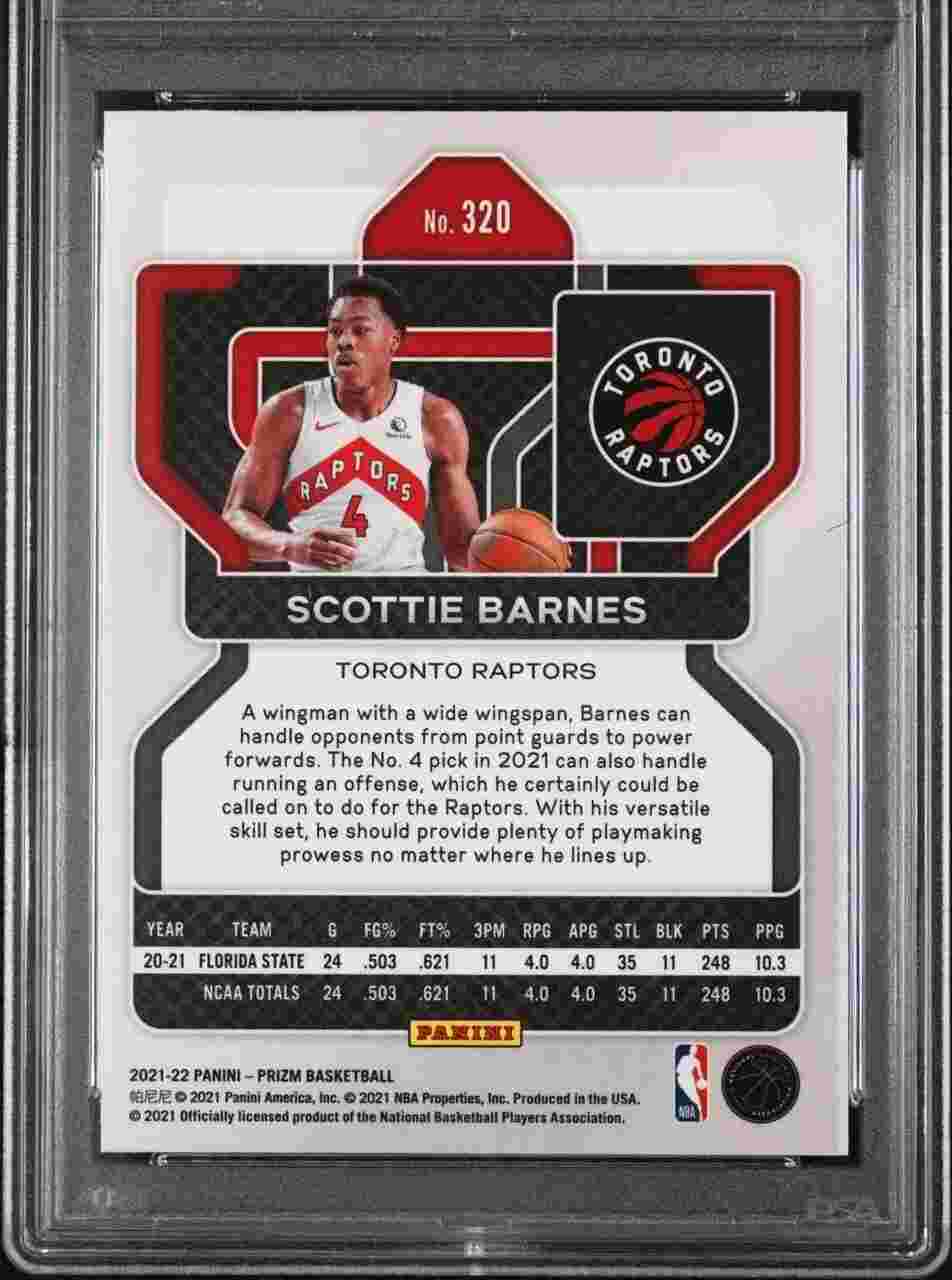 No. 320
TORONTO
RAPTORS
RAPTORS
4
SCOTTIE BARNES
TORONTO RAPTORS
A wingman with a wide wingspan, Barnes can
handle opponents from point guards to power
forwards. The No. 4 pick in 2021 can also handle
running an offense, which he certainly could be
called on to do for the Raptors. With his versatile
skill set, he should provide plenty of playmaking
prowess no matter where he lines up.
YEAR TEAM G FG% FT% 3PM RPG APG STL BLK PTS PPG
20-21 FLORIDA STATE 24 .503 .621 11 4.0 4.0 35 11 248 10.3
NCAA TOTALS 24 .503 .621 11 4.0 4.0 35 11 248 10.3
PANINI
2021-22 PANINI – PRIZM BASKETBALL
帕尼尼 © 2021 Panini America, Inc. © 2021 NBA Properties, Inc. Produced in the USA.
© 2021 Officially licensed product of the National Basketball Players Association.
NBA
PSA